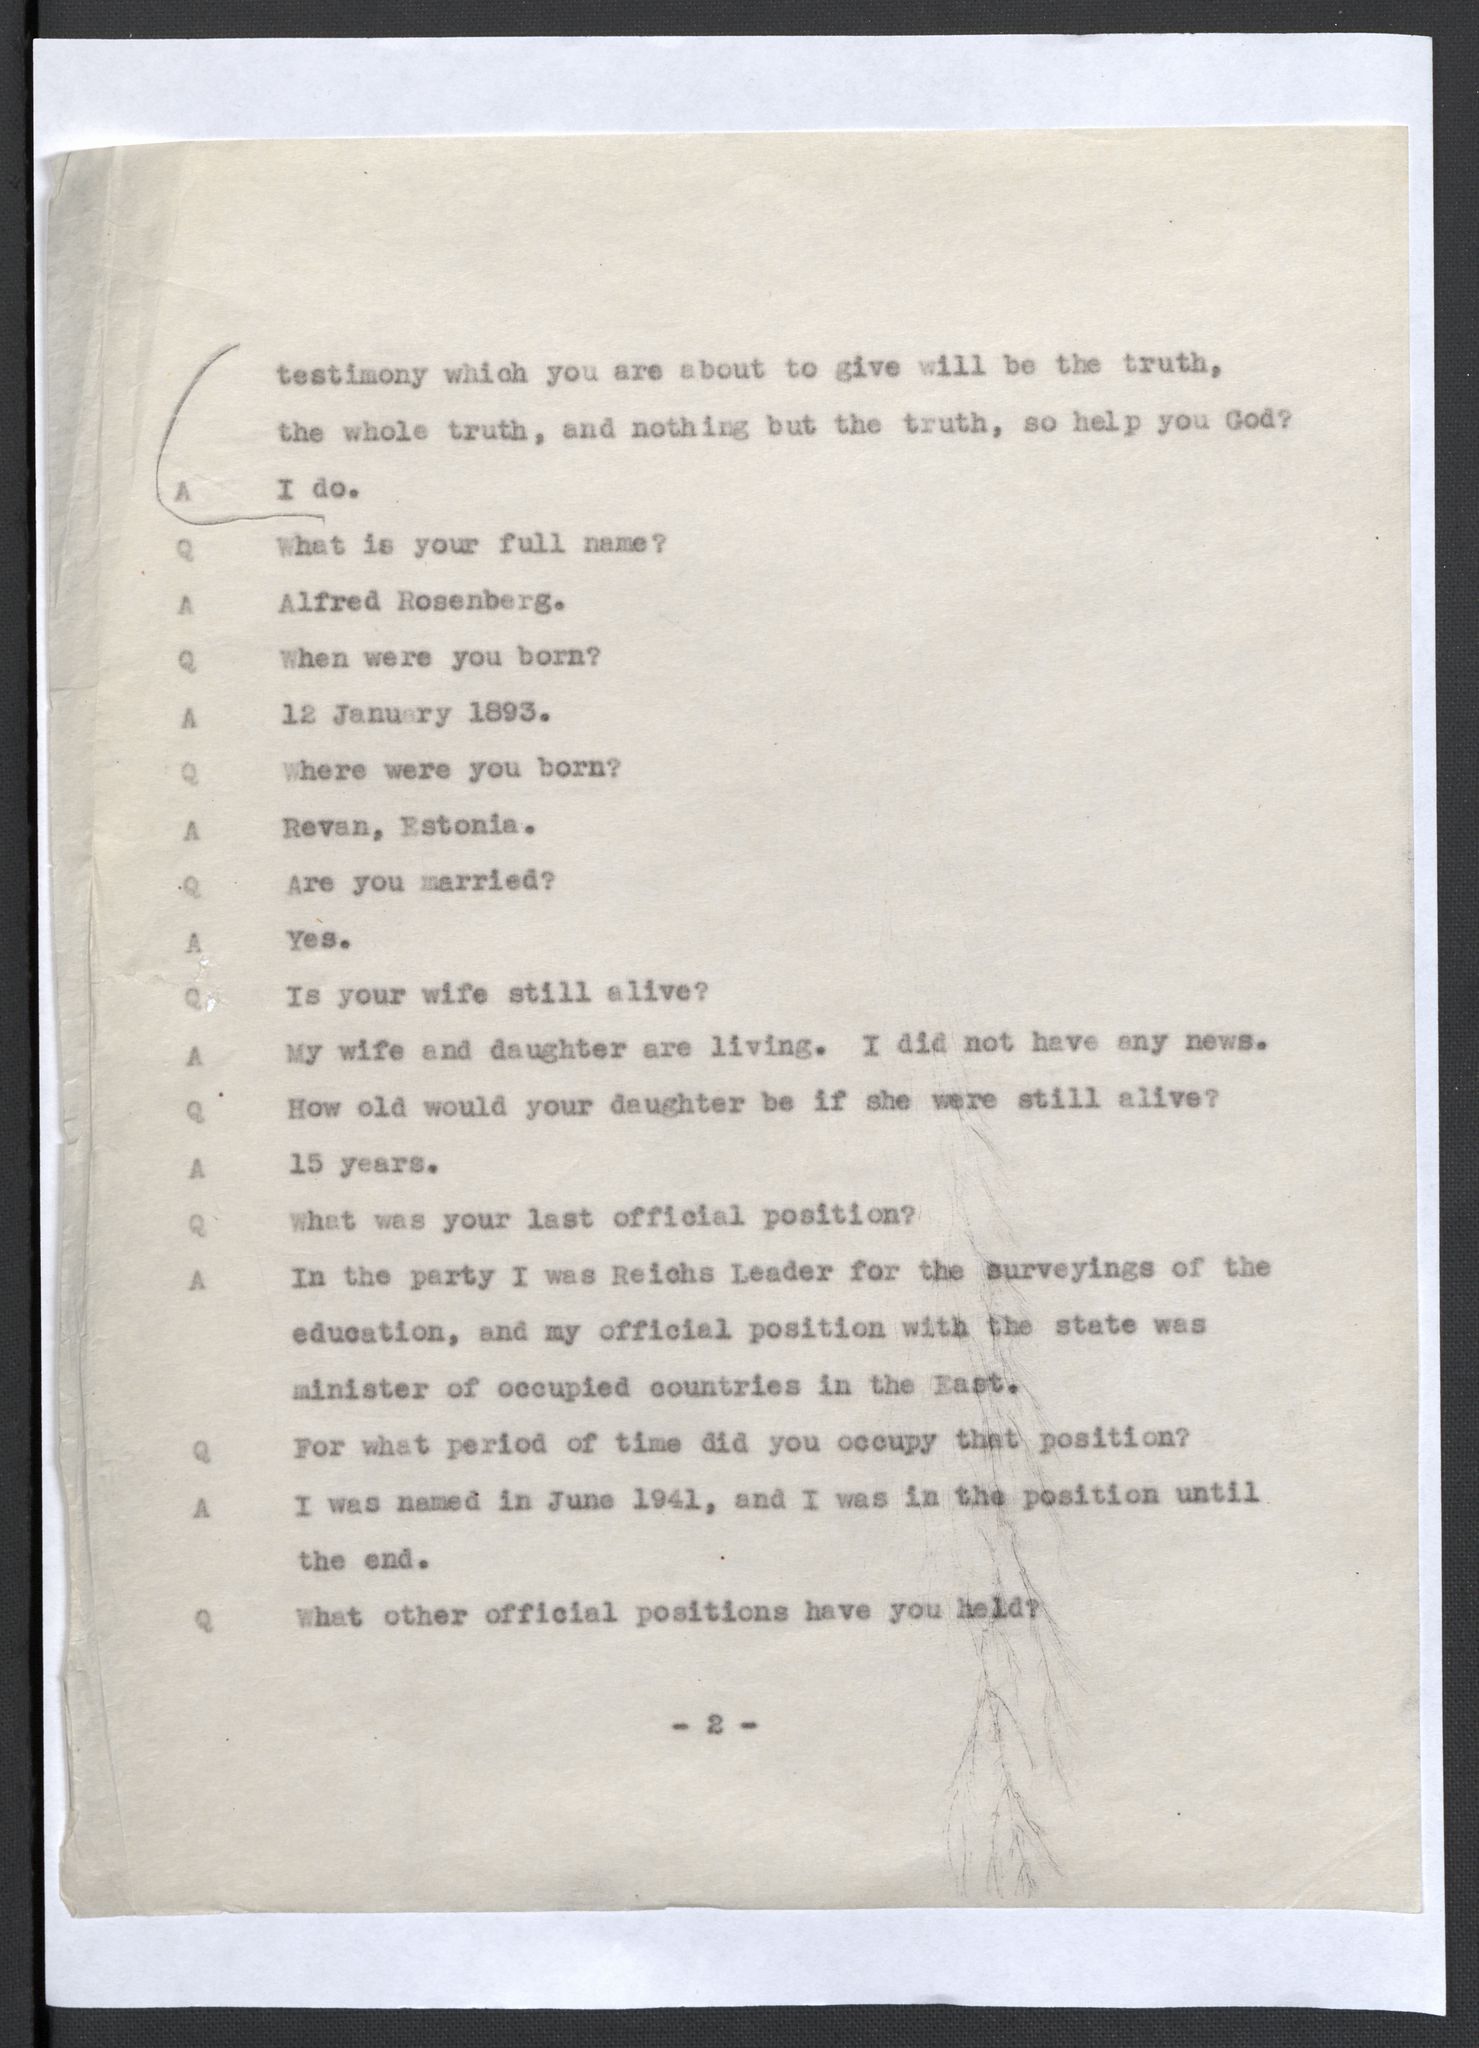 testimony which you are about to give will be the truth,
the whole truth, and nothing but the truth, so help you God?
A I do.
Q What is your full name?
A Alfred Rosenberg.
Q When were you born?
A 12 January 1893.
Q Where were you born?
A Revan, Estonia.
Q Are you married?
A Yes.
Q Is your wife still alive?
A My wife and daughter are living. I did not have any news.
Q How old would your daughter be if she were still alive?
A 15 years.
Q What was your last official position?
A In the party I was Reichs Leader for the surveyings of the
education, and my official position with the state was
minister of occupied countries in the East.
Q For what period of time did you occupy that position?
A I was named in June 1941, and I was in the position until
the end.
Q What other official positions have you held?
- 2 -